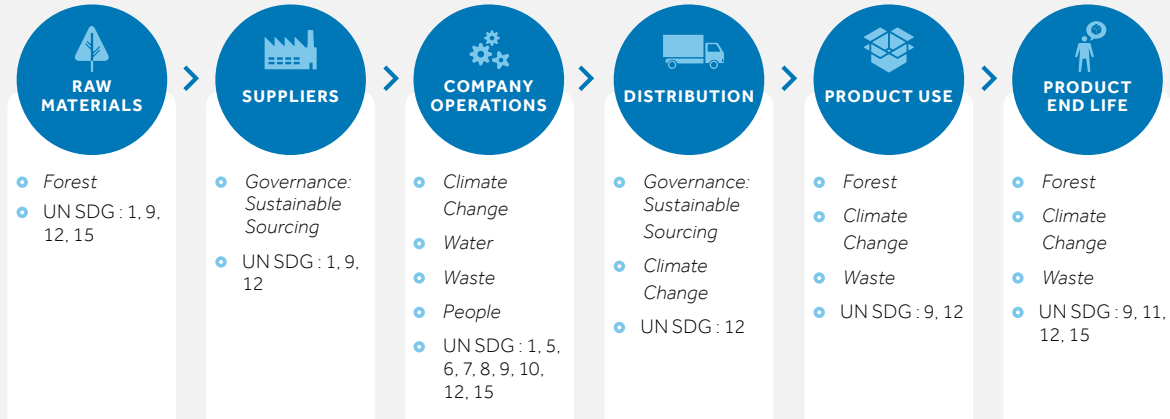 RAW
MATERIALS
Forest
UN SDG : 1, 9,
12, 15
SUPPLIERS
Governance:
Sustainable
Sourcing
UN SDG : 1, 9,
12
COMPANY
OPERATIONS
Climate
Change
Water
Waste
People
UN SDG : 1, 5,
6, 7, 8, 9, 10,
12, 15
DISTRIBUTION
Governance:
Sustainable
Sourcing
Climate
Change
UN SDG : 12
PRODUCT USE
Forest
Climate
Change
Waste
UN SDG : 9, 12
PRODUCT
END LIFE
Forest
Climate
Change
Waste
UN SDG : 9, 11,
12, 15